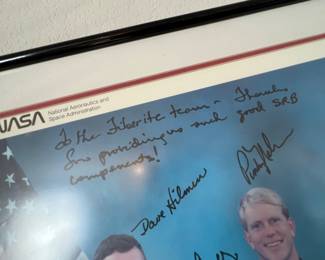 NASA National Aeronautics and
Space Administration
To the Fiberite team - Thanks
for providing us such good SRB
components!
Dave Hilmers